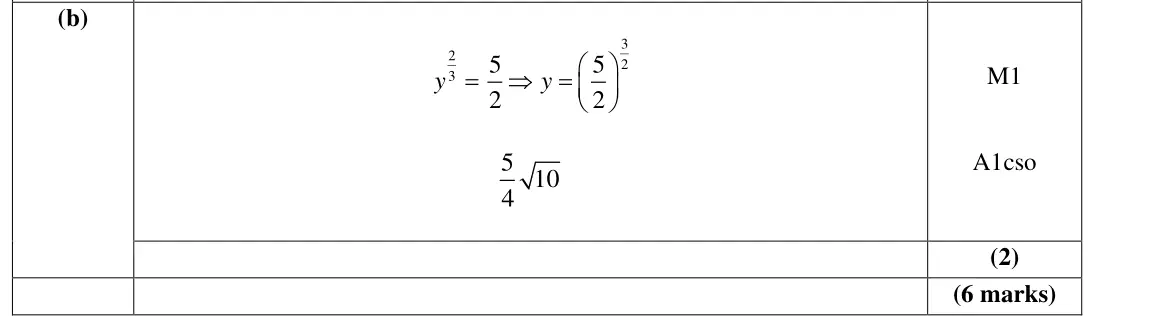 (b)
y^{2/3} = 5/2 ⇒ y = (5/2)^{3/2}
M1
5/4 √10
A1cso
(2)
(6 marks)